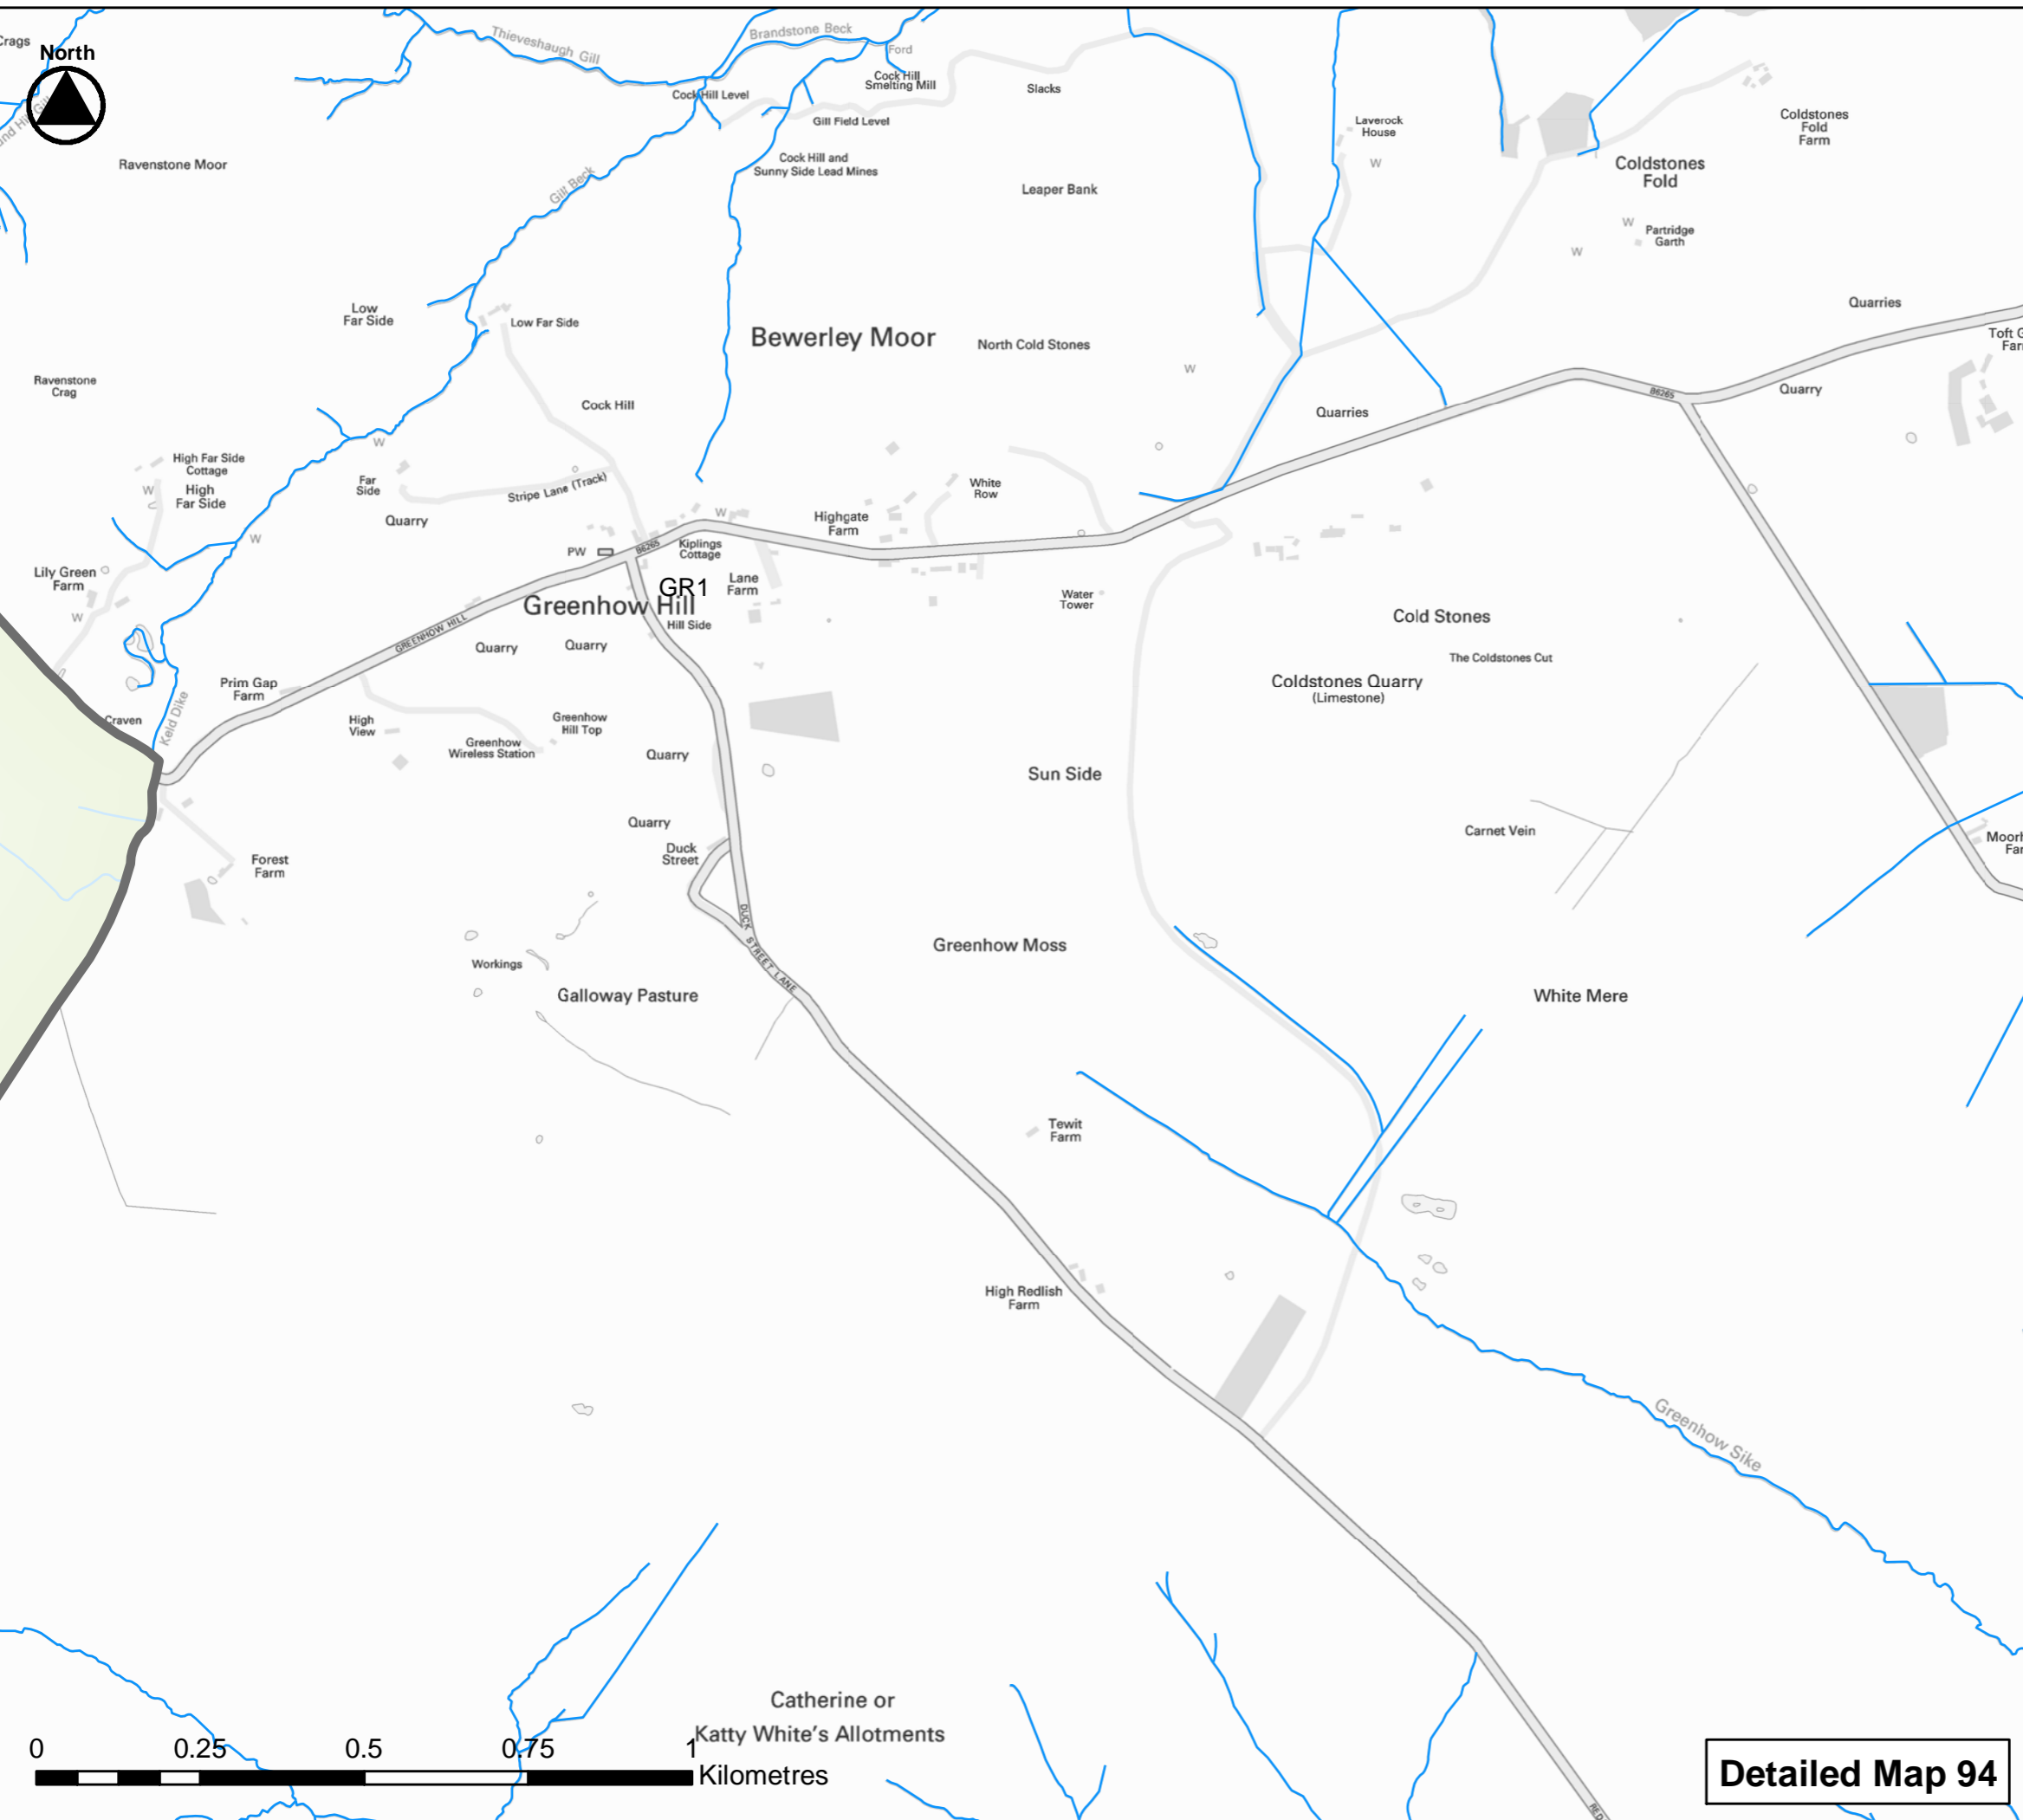 Crags
North
Thieveshaugh Gill
Brandstone Beck
Ford
Cock Hill
Smelting Mill
Cock Hill Level
Slacks
Gill Field Level
Laverock
House
W
Coldstones
Fold
Farm
Coldstones
Fold
Ravenstone Moor
Cock Hill and
Sunny Side Lead Mines
Gill Beck
Leaper Bank
W
Partridge
Garth
W
Low
Far Side
Low Far Side
Bewerley Moor
North Cold Stones
Quarries
Toft G
Far
W
Ravenstone
Crag
Cock Hill
Quarries
B6265
Quarry
W
High Far Side
Cottage
High
Far Side
W
Far
Side
Stripe Lane (Track)
White
Row
Quarry
W
Highgate
Farm
W
PW
B6265
Kiplings
Cottage
Lily Green
Farm
Lane
Farm
GR1
Greenhow Hill
Hill Side
Water
Tower
W
GREENHOW HILL
Cold Stones
Quarry
Quarry
The Coldstones Cut
Prim Gap
Farm
Coldstones Quarry
(Limestone)
Keld Dike
Craven
High
View
Greenhow
Hill Top
Greenhow
Wireless Station
Quarry
Sun Side
Quarry
Carnet Vein
Moorh
Far
Duck
Street
Forest
Farm
DUCK STREET LANE
Greenhow Moss
Workings
Galloway Pasture
White Mere
Tewit
Farm
High Redlish
Farm
Greenhow Sike
Catherine or
Katty White's Allotments
0 0.25 0.5 0.75 1
Kilometres
Detailed Map 94